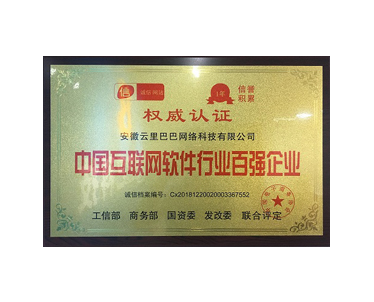 信 诚信网站
1年
信誉
积累
权威认证
安徽云里巴巴网络科技有限公司
中国互联网软件行业百强企业
诚信档案编号：Cx20181220020003367552
工信部 商务部 国资委 发改委 联合评定